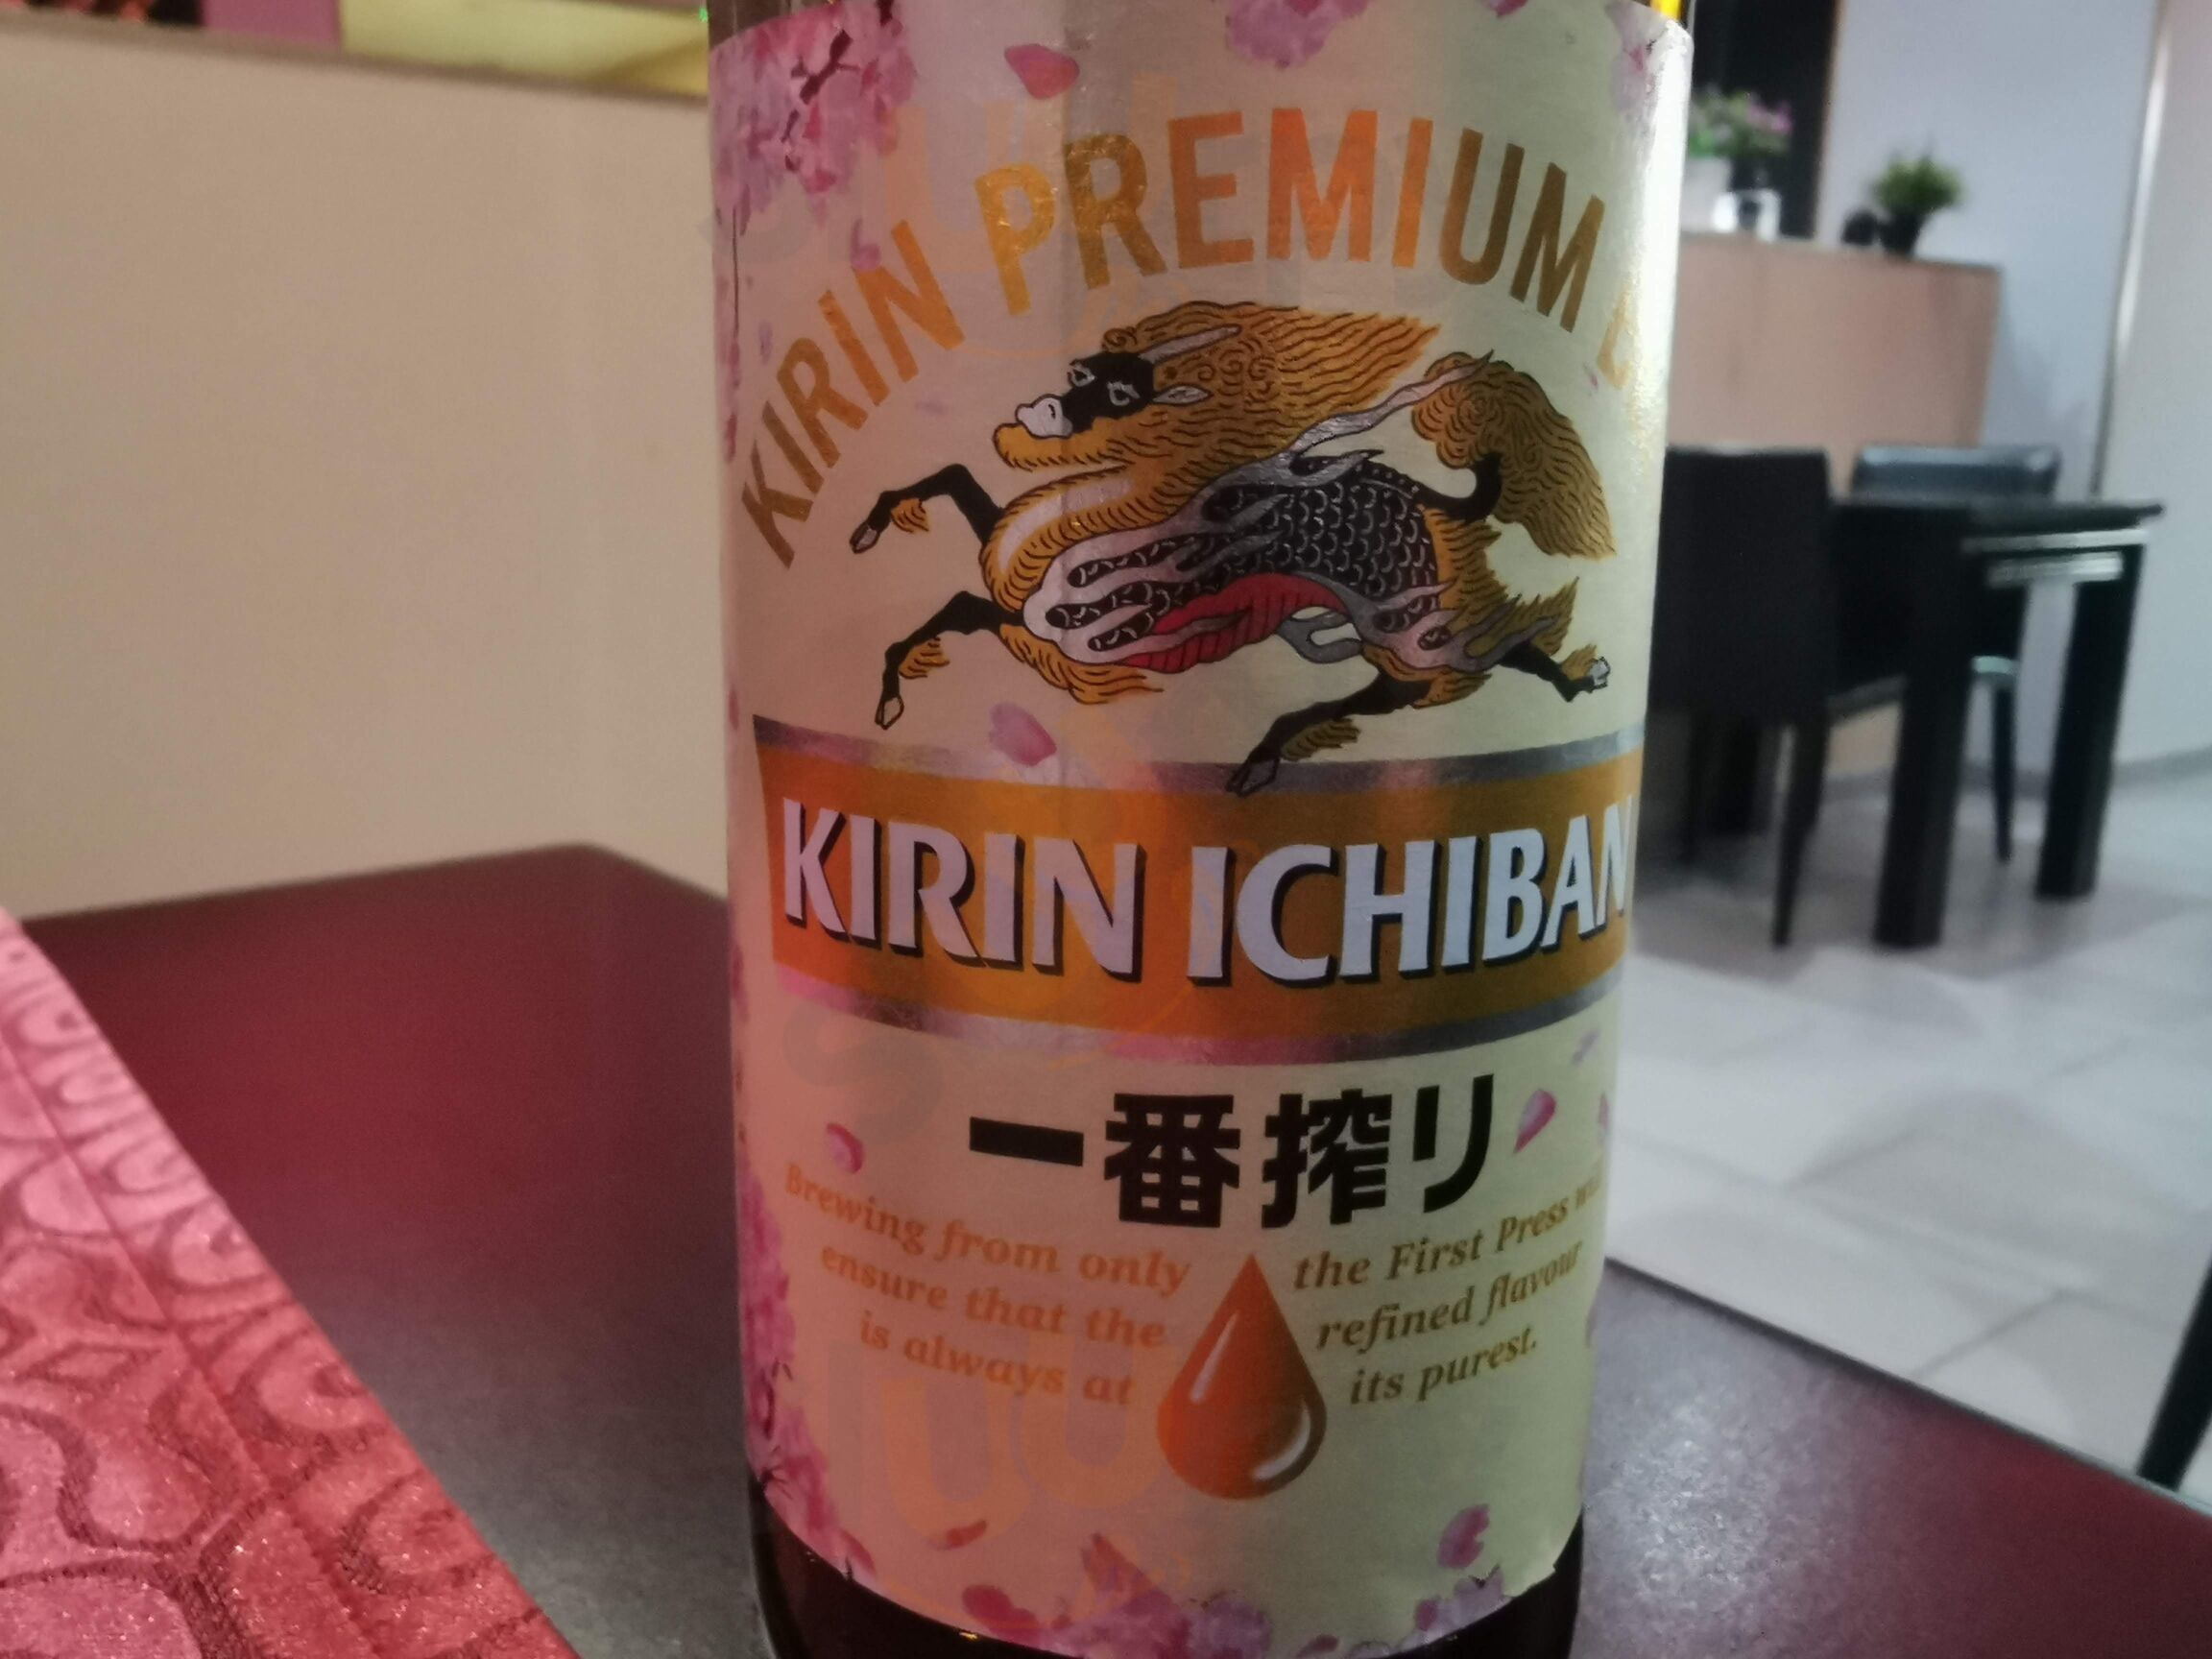 KIRIN PREMIUM
KIRIN ICHIBAN
一番搾り
Brewing from only the First Press
ensure that the refined flavour
is always at its purest.